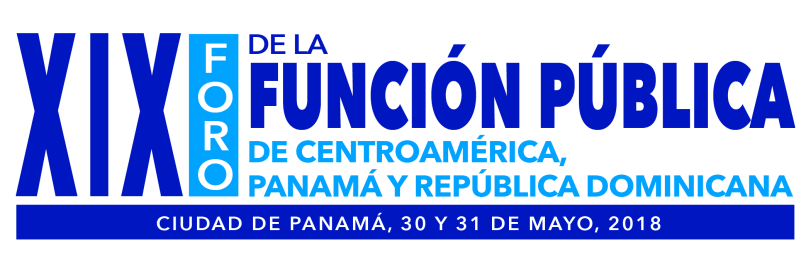 XIX
FORO
DE LA
FUNCIÓN PÚBLICA
DE CENTROAMÉRICA,
PANAMÁ Y REPÚBLICA DOMINICANA
CIUDAD DE PANAMÁ, 30 Y 31 DE MAYO, 2018